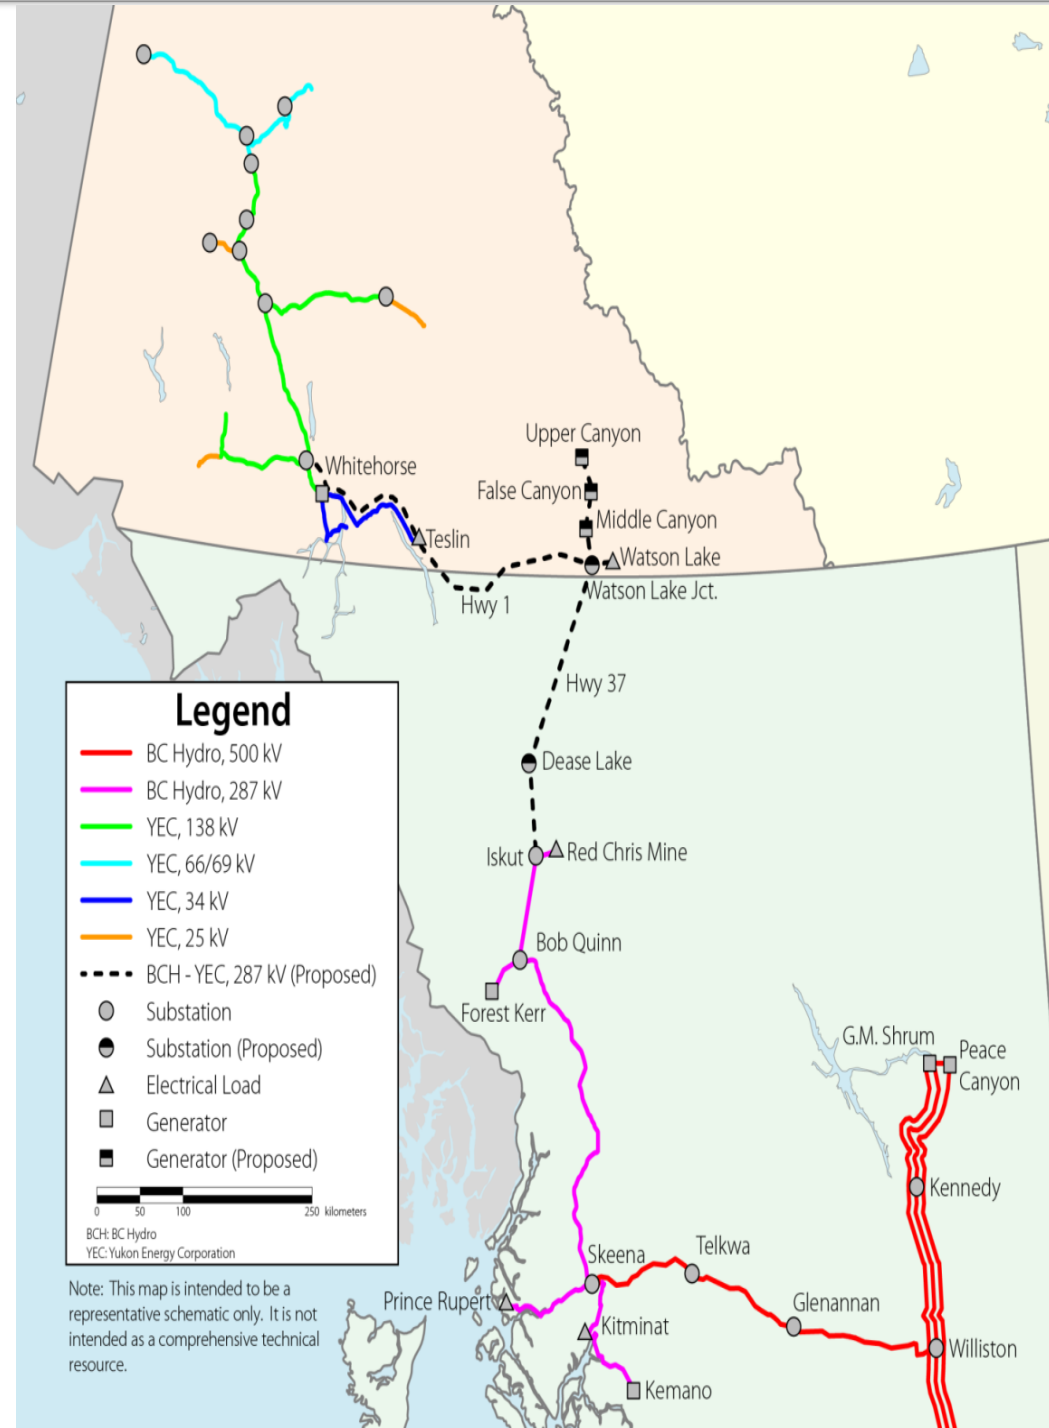 Upper Canyon
Whitehorse
False Canyon
Middle Canyon
Teslin
Watson Lake
Watson Lake Jct.
Hwy 1
Hwy 37
Legend
BC Hydro, 500 kV
BC Hydro, 287 kV
YEC, 138 kV
YEC, 66/69 kV
YEC, 34 kV
YEC, 25 kV
BCH - YEC, 287 kV (Proposed)
Substation
Substation (Proposed)
Electrical Load
Generator
Generator (Proposed)
0 50 100 250 kilometers
BCH: BC Hydro
YEC: Yukon Energy Corporation
Note: This map is intended to be a
representative schematic only. It is not
intended as a comprehensive technical
resource.
Dease Lake
Iskut
Red Chris Mine
Bob Quinn
Forest Kerr
G.M. Shrum
Peace
Canyon
Kennedy
Skeena
Telkwa
Prince Rupert
Glenannan
Kitminat
Williston
Kemano